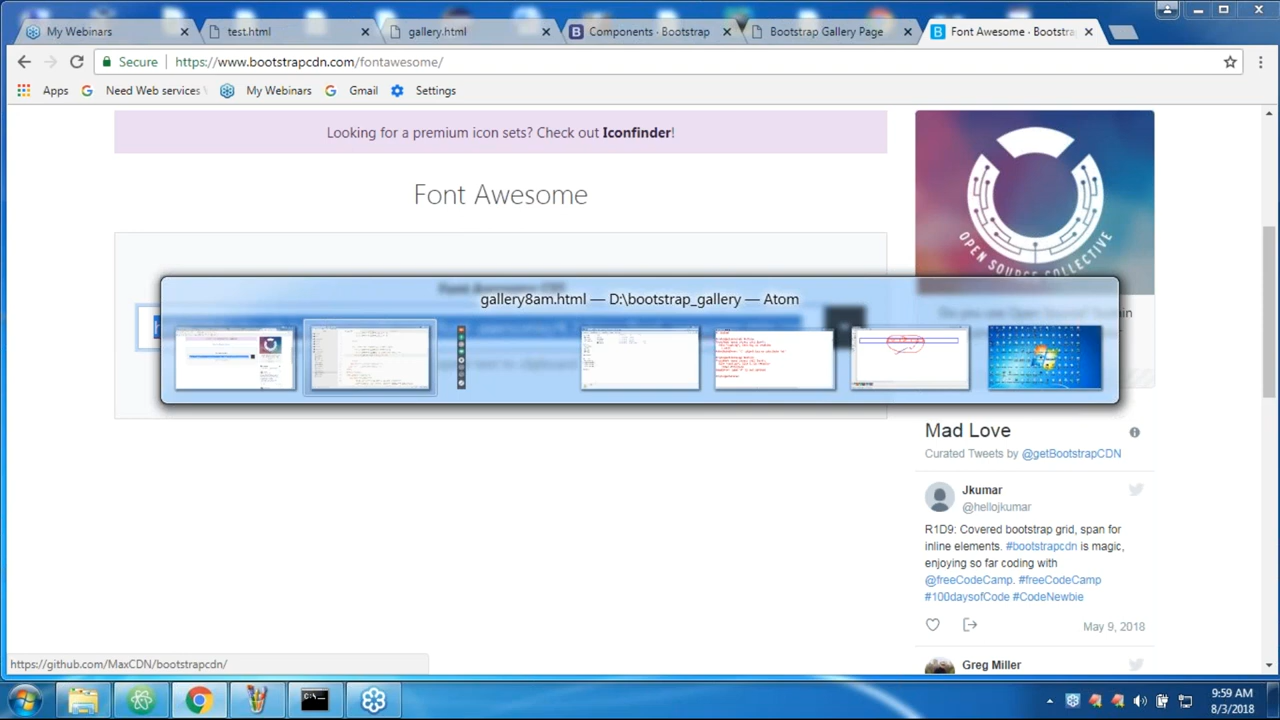 My Webinars
test.html
gallery.html
Components · Bootstrap
Bootstrap Gallery Page
Font Awesome · Bootstra
Secure
https://www.bootstrapcdn.com/fontawesome/
Apps
Need Web services
My Webinars
Gmail
Settings
Looking for a premium icon sets? Check out Iconfinder!
Font Awesome
OPEN SOURCE COLLECTIVE
gallery8am.html — D:\bootstrap_gallery — Atom
Mad Love
Curated Tweets by @getBootstrapCDN
Jkumar
@hellojkumar
R1D9: Covered bootstrap grid, span for
inline elements. #bootstrapcdn is magic,
enjoying so far coding with
@freeCodeCamp. #freeCodeCamp
#100daysofCode #CodeNewbie
May 9, 2018
Greg Miller
https://github.com/MaxCDN/bootstrapcdn/
9:59 AM
8/3/2018